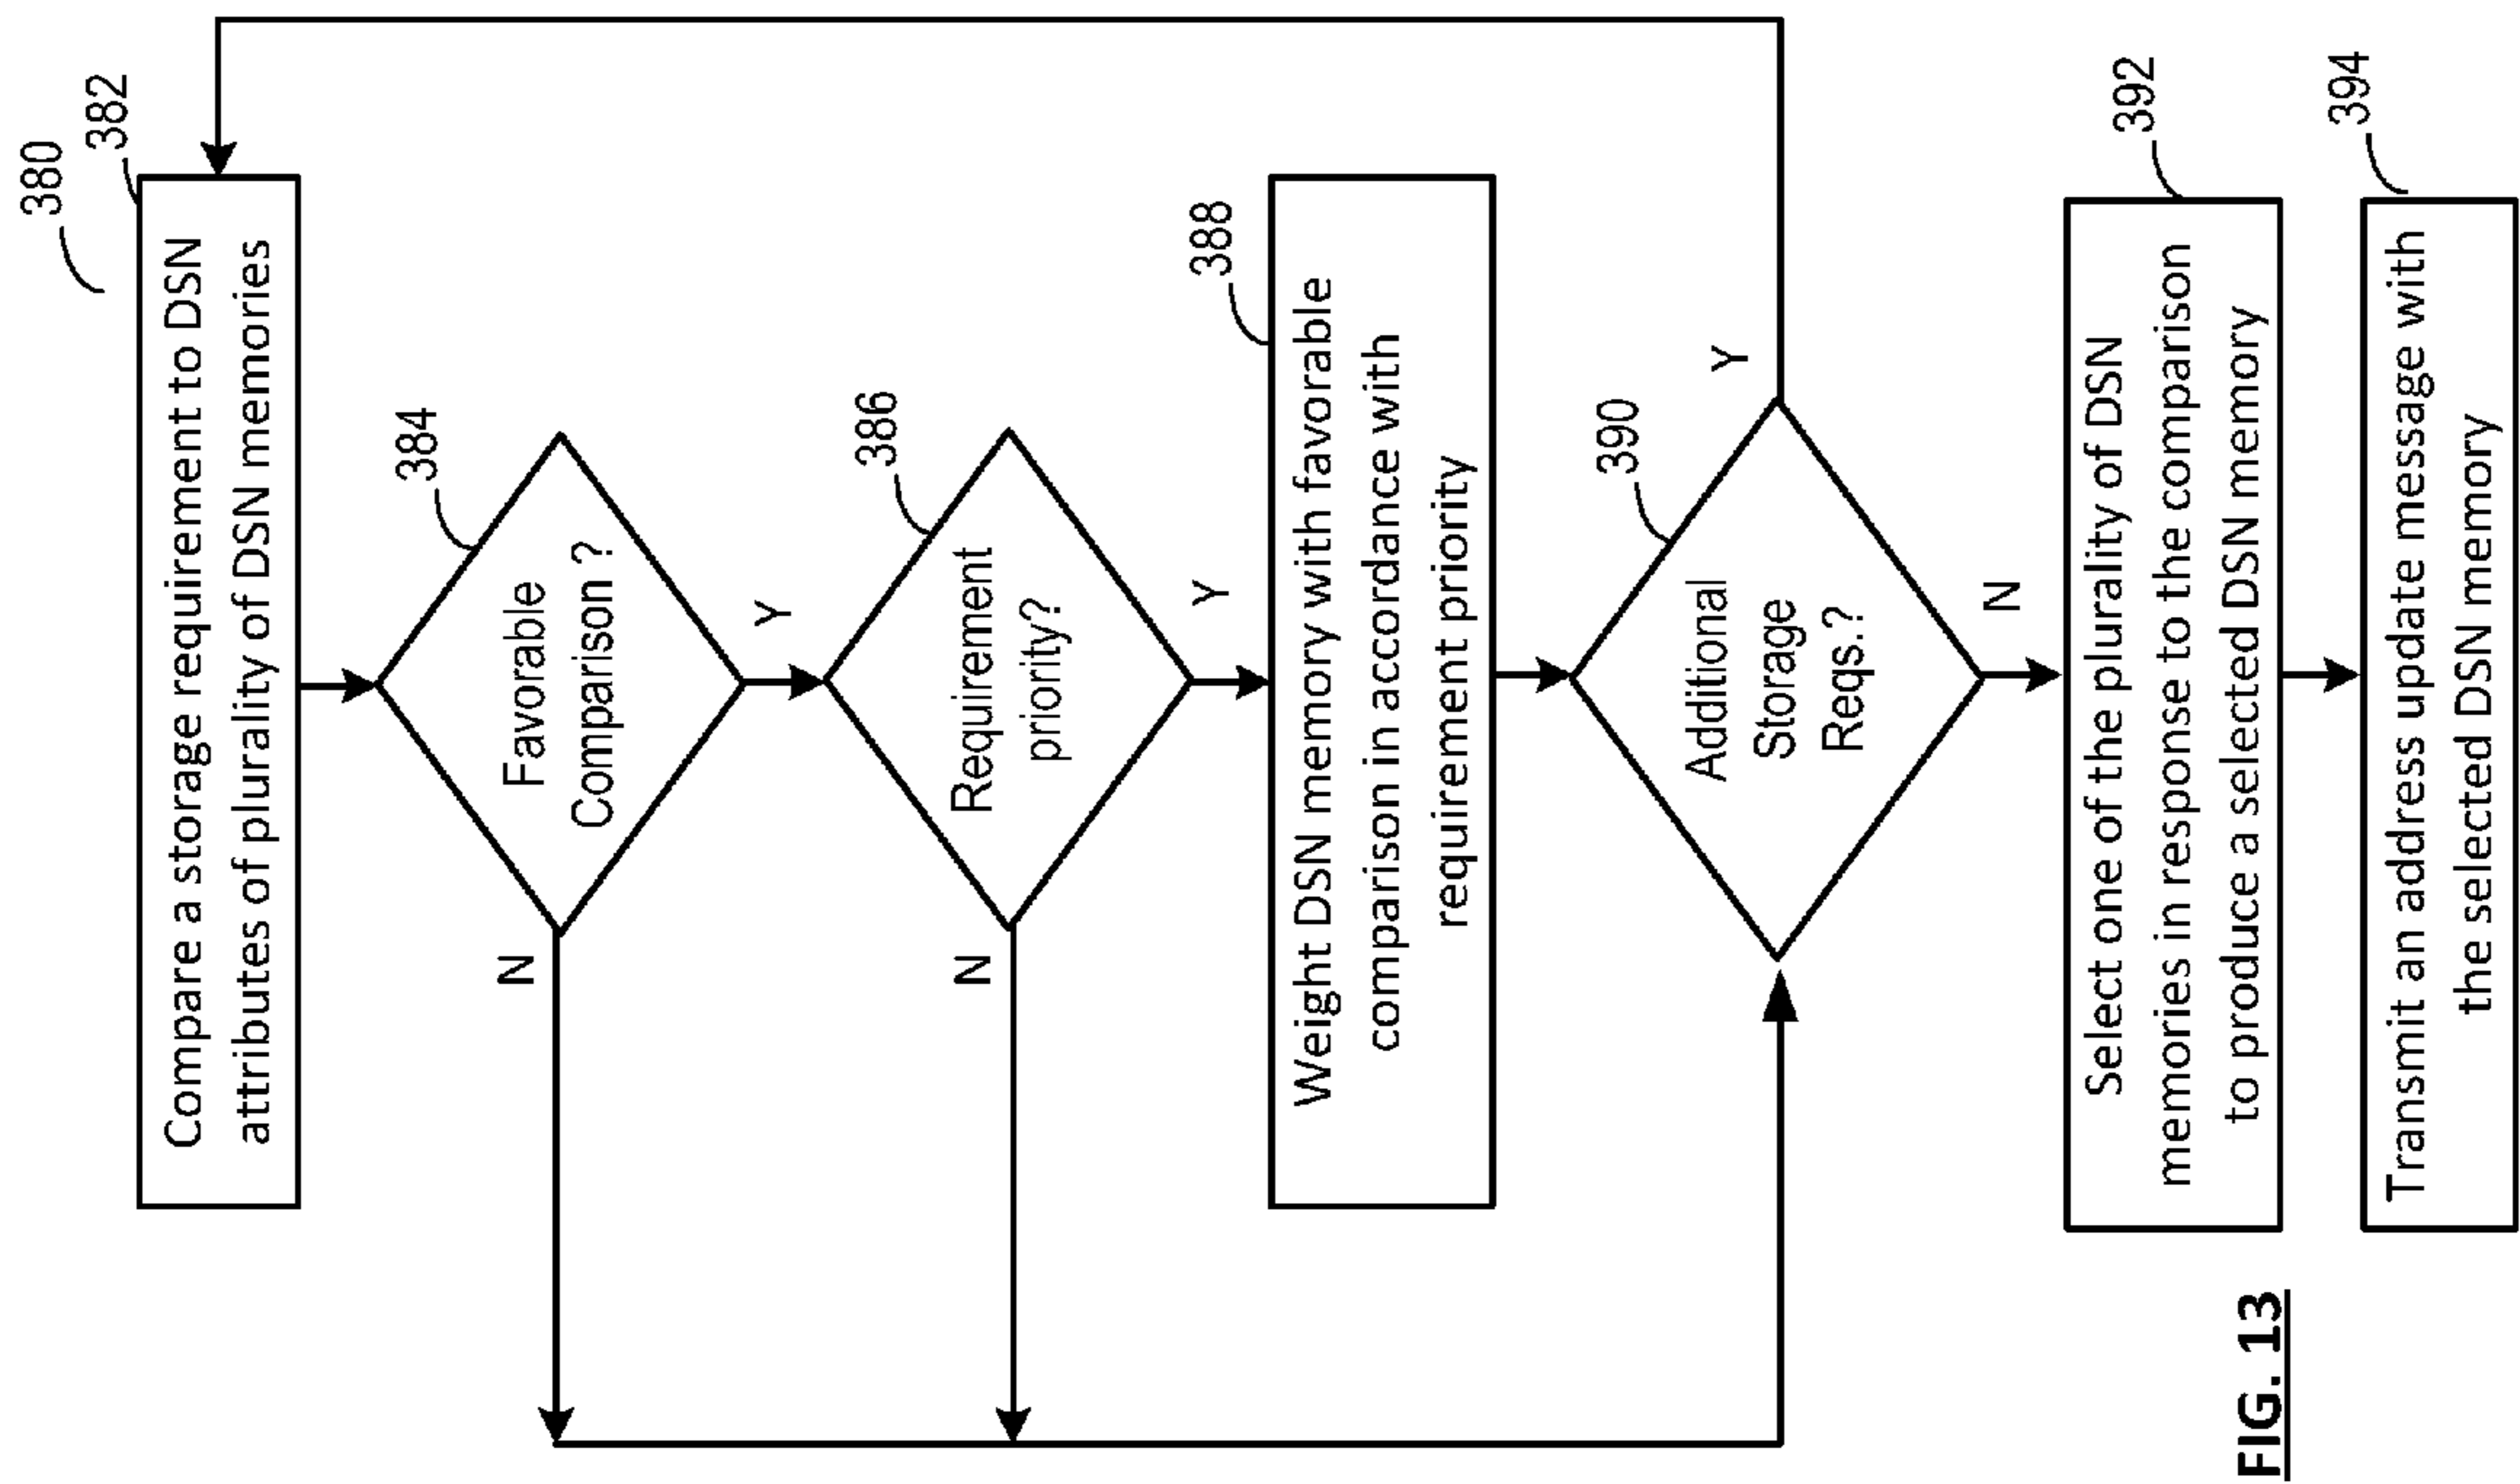 380
382
Compare a storage requirement to DSN
attributes of plurality of DSN memories
384
Favorable
Comparison ?
N
Y
386
Requirement
priority?
N
Y
388
Weight DSN memory with favorable
comparison in accordance with
requirement priority
390
Additional
Storage
Reqs.?
Y
N
392
Select one of the plurality of DSN
memories in response to the comparison
to produce a selected DSN memory
394
Transmit an address update message with
the selected DSN memory
FIG. 13